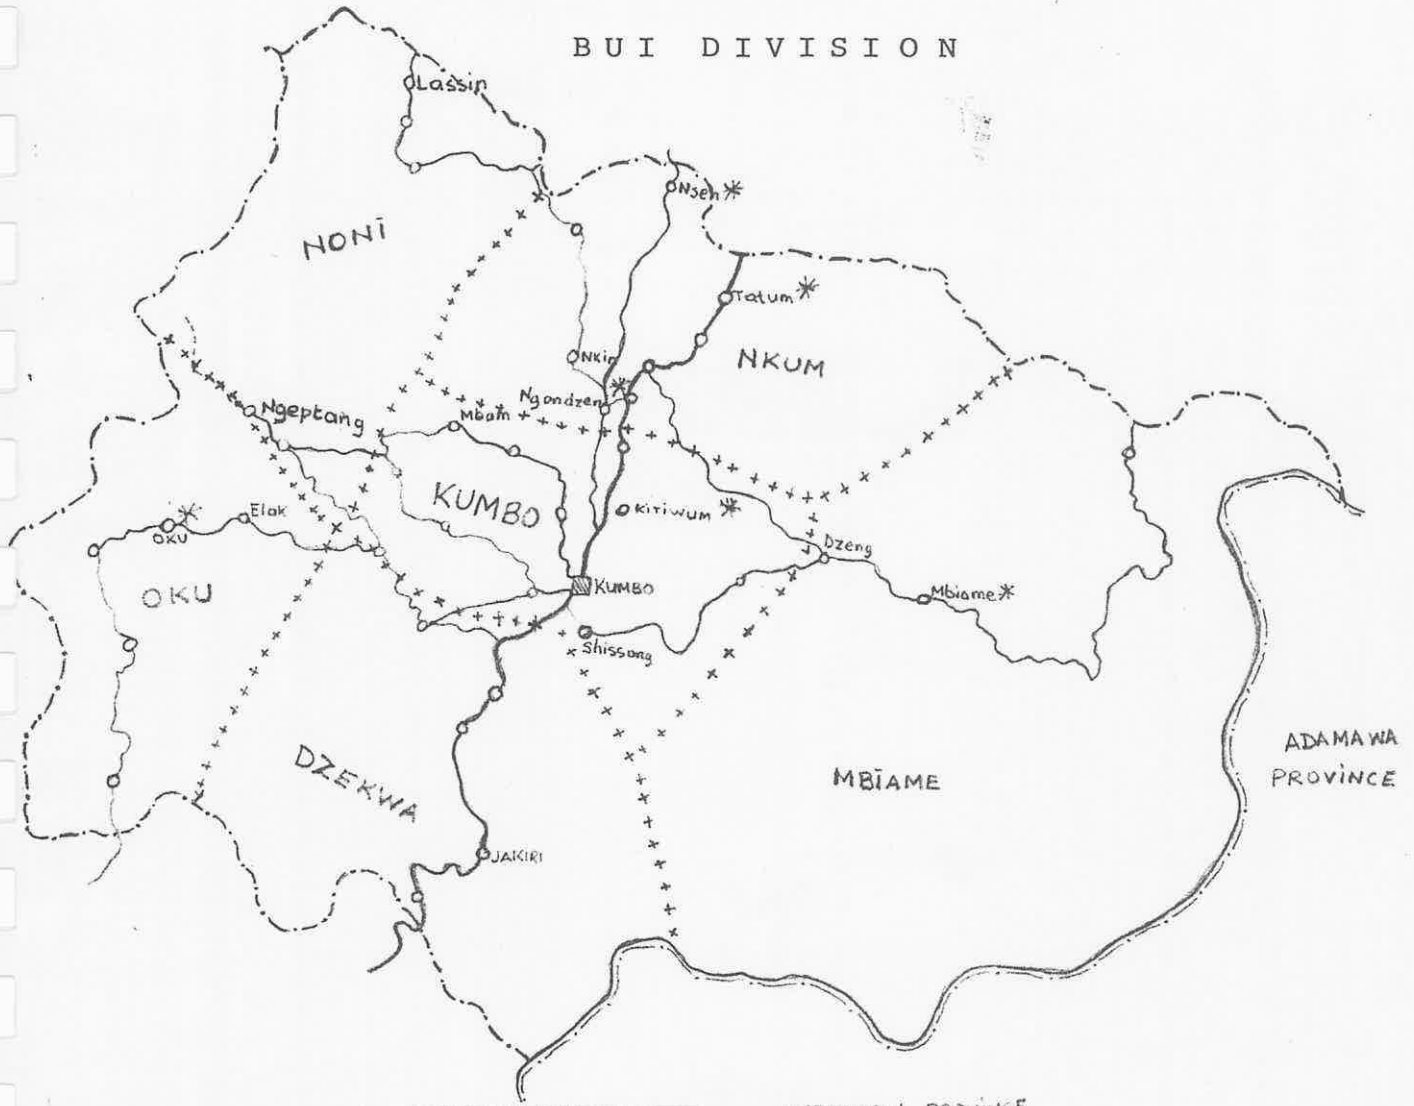 BUI DIVISION
Lassin
Nseh *
NONI
Tatum *
NKUM
Nkin
Ngondzen *
Ngeptang
Mbam
KUMBO
Kitiwum *
Elak
OKU *
Dzeng
OKU
KUMBO
Mbiame *
Shissong
ADAMAWA
PROVINCE
DZEKWA
MBIAME
JAKIRI